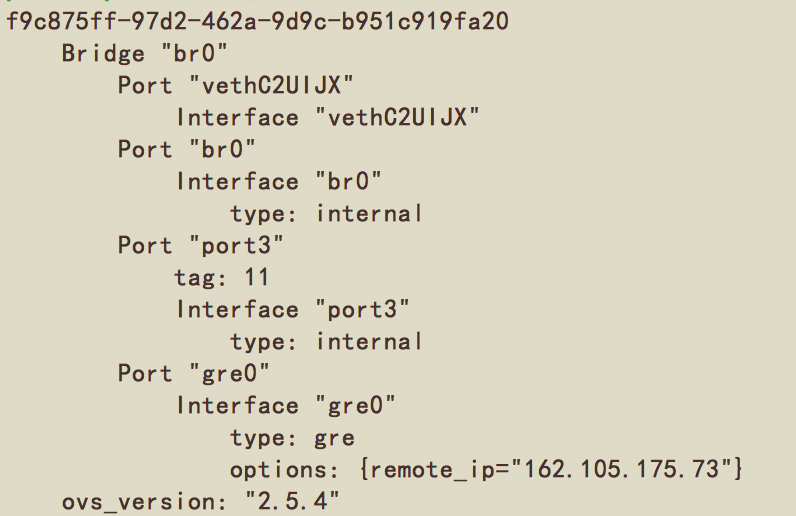 f9c875ff-97d2-462a-9d9c-b951c919fa20
Bridge "br0"
Port "vethC2UIJX"
Interface "vethC2UIJX"
Port "br0"
Interface "br0"
type: internal
Port "port3"
tag: 11
Interface "port3"
type: internal
Port "gre0"
Interface "gre0"
type: gre
options: {remote_ip="162.105.175.73"}
ovs_version: "2.5.4"